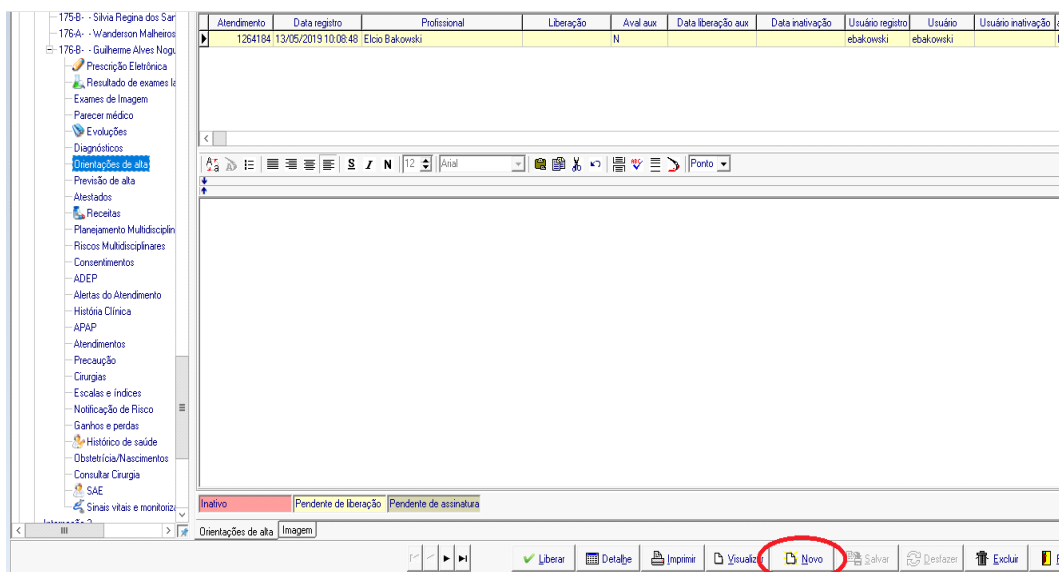 175-B- - Silvia Regina dos Sar
176-A- - Wanderson Malheiros
176-B- - Guilherme Alves Nogu
Prescrição Eletrônica
Resultado de exames la
Exames de Imagem
Parecer médico
Evoluções
Diagnósticos
Orientações de alta
Previsão de alta
Atestados
Receitas
Planejamento Multidisciplin
Riscos Multidisciplinares
Consentimentos
ADEP
Alertas do Atendimento
História Clínica
APAP
Atendimentos
Precaução
Cirurgias
Escalas e índices
Notificação de Risco
Ganhos e perdas
Histórico de saúde
Obstetrícia/Nascimentos
Consultar Cirurgia
SAE
Sinais vitais e monitoriza
Atendimento Data registro Profissional Liberação Aval aux Data liberação aux Data inativação Usuário registro Usuário Usuário inativação
1264184 13/05/2019 10:08:48 Elcio Bakowski N ebakowski ebakowski
S I N 12 Arial Ponto
Inativo Pendente de liberação Pendente de assinatura
Orientações de alta Imagem
Liberar Detalhe Imprimir Visualizar Novo Salvar Desfazer Excluir